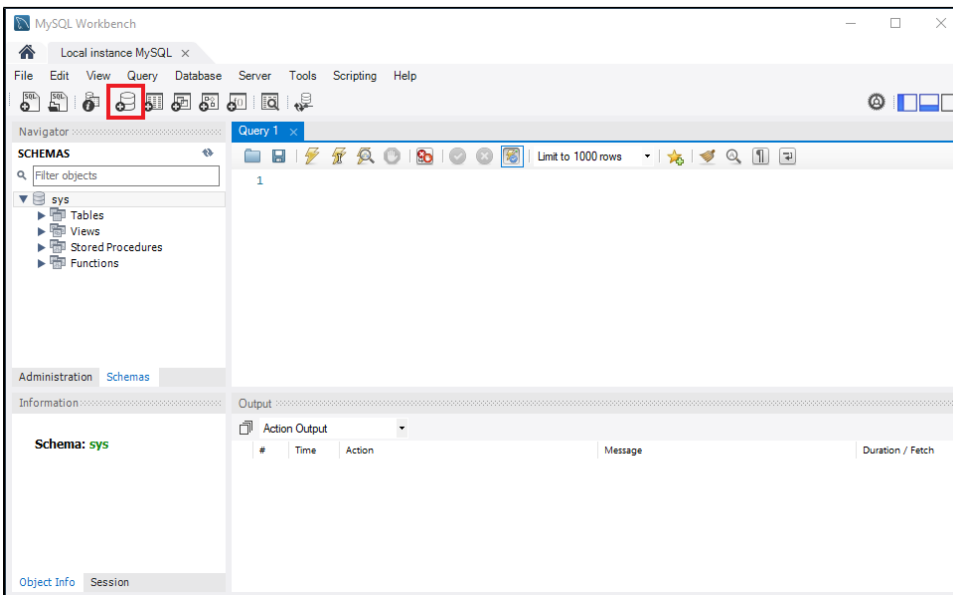 MySQL Workbench
Local instance MySQL ×
File Edit View Query Database Server Tools Scripting Help
SQL SQL
Navigator
Query 1 ×
SCHEMAS
Limit to 1000 rows
Filter objects
1
sys
Tables
Views
Stored Procedures
Functions
Administration Schemas
Information
Output
Action Output
Schema: sys
# Time Action Message Duration / Fetch
Object Info Session